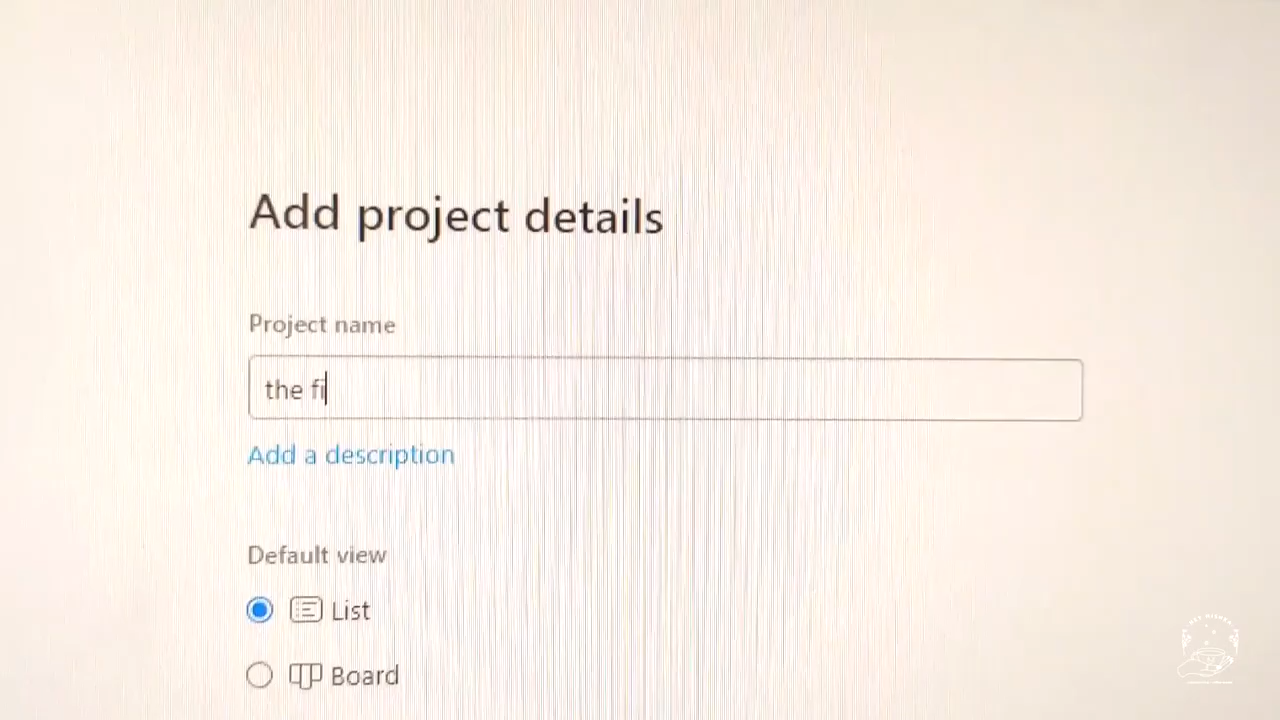 Add project details
Project name
the fi
Add a description
Default view
List
Board